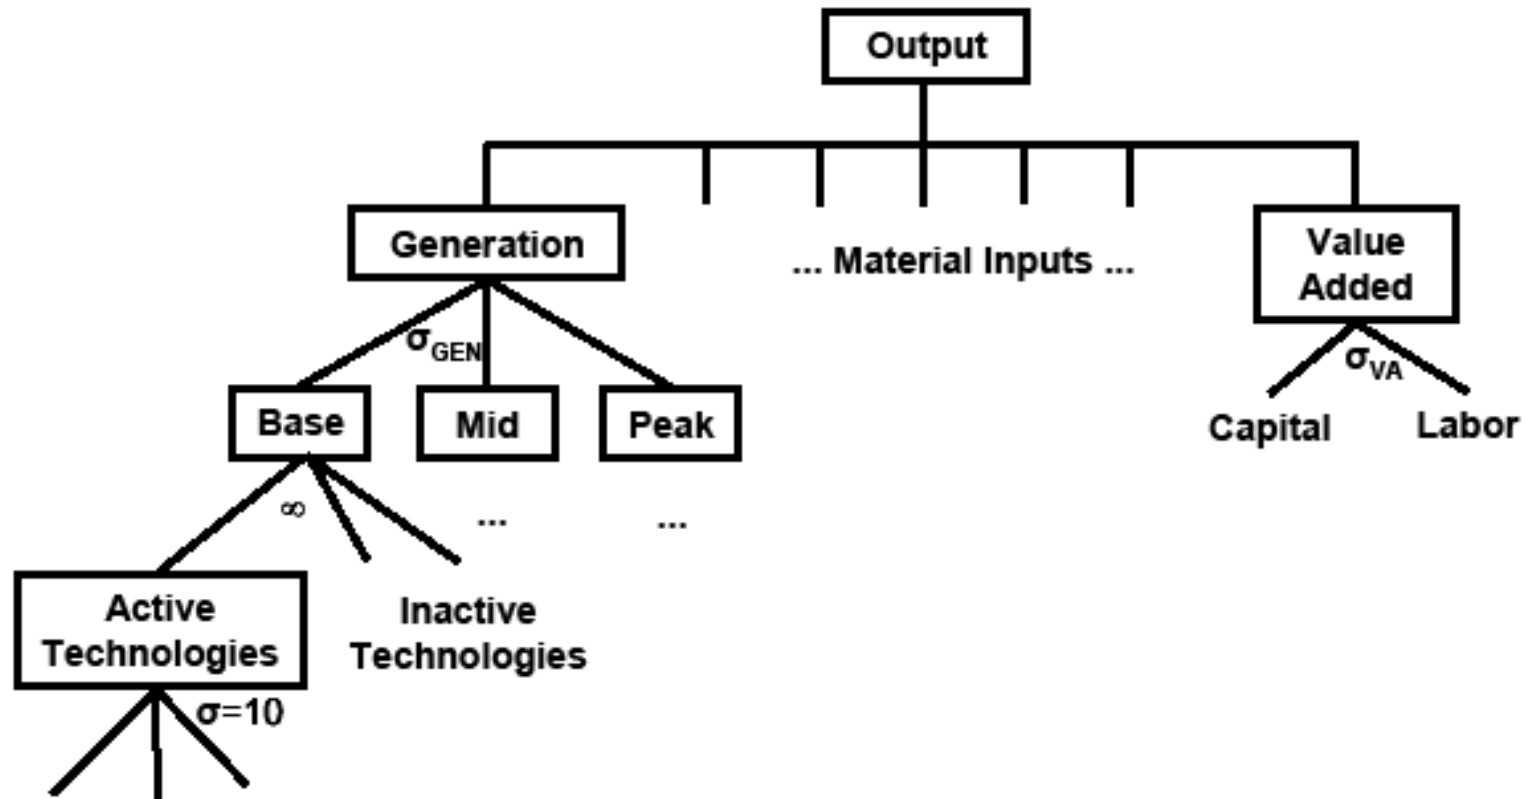 Output
Generation
... Material Inputs ...
Value
Added
σGEN
σVA
Base
Mid
Peak
Capital
Labor
∞
...
...
Active
Technologies
Inactive
Technologies
σ=10